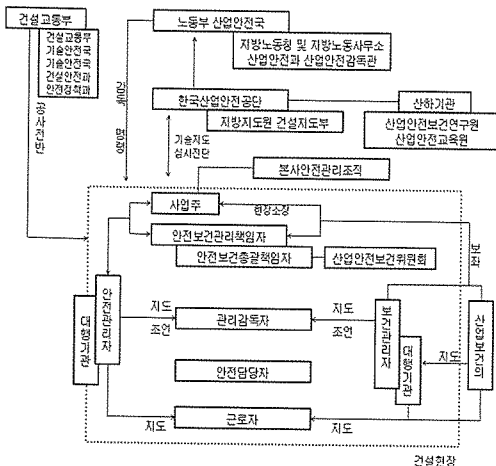 건설교통부
건설교통부
기술안전국
기술안전국
건설안전과
안전정책과
노동부 산업안전국
지방노동청 및 지방노동사무소
산업안전과 산업안전감독관
감독
명령
공사전반
한국산업안전공단
지방지도원 건설지도부
산하기관
산업안전보건연구원
산업안전교육원
기술지도
심사진단
본사안전관리조직
사업주
현장소장
안전보건관리책임자
안전보건총괄책임자
산업안전보건위원회
보좌
안전관리자
대행기관
지도
조언
관리감독자
지도
조언
보건관리자
대행기관
지도
산업보건의
안전담당자
지도
근로자
지도
건설현장